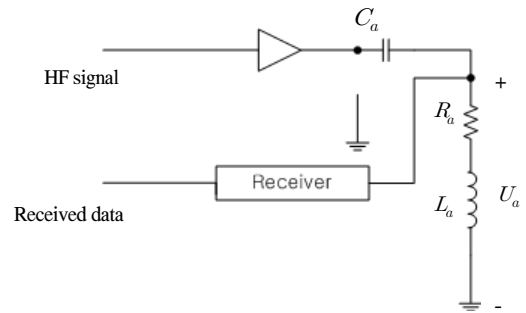 C_a
HF signal
+
R_a
Receiver
L_a
U_a
Received data
-